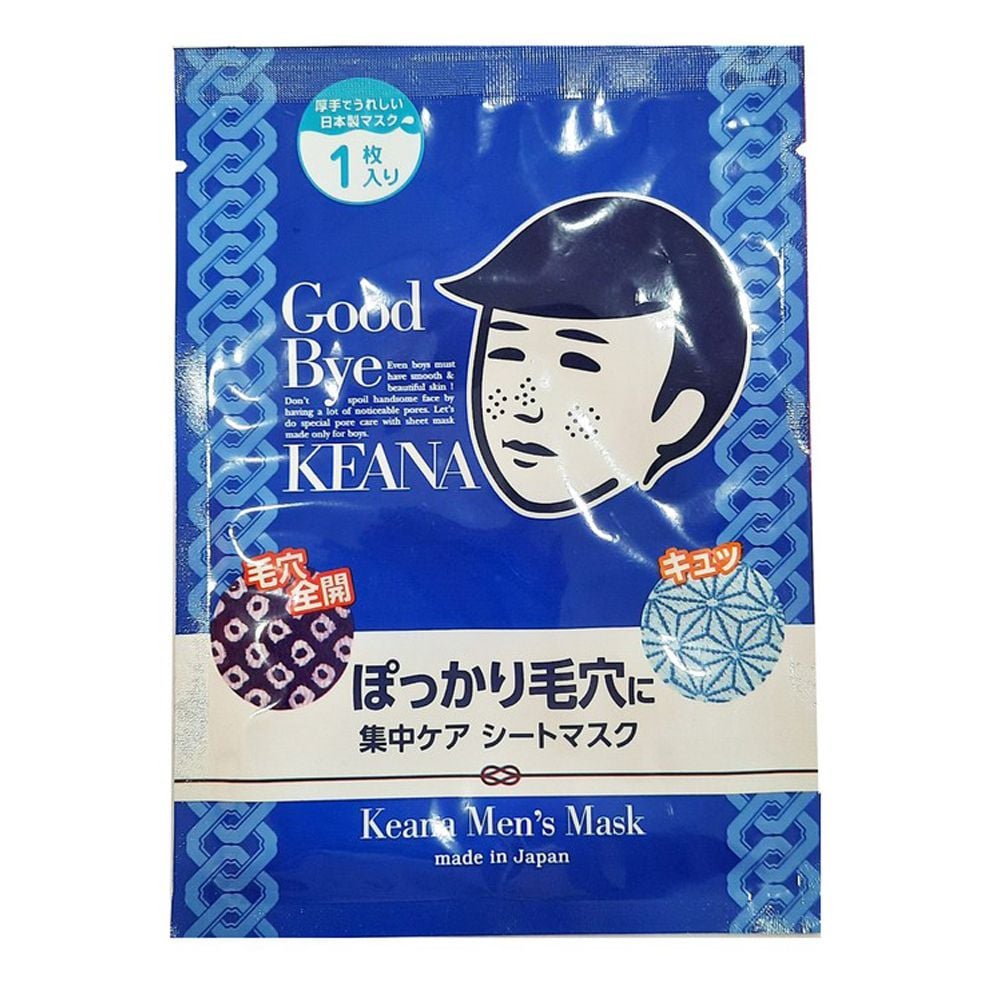 厚手でうれしい
日本製マスク
1枚入り
Good
Bye
Even boys must
have smooth &
beautiful skin !
Don't spoil handsome face by
having a lot of noticeable pores. Let's
do special pore care with sheet mask
made only for boys.
KEANA
毛穴
全開
キュッ
ぽっかり毛穴に
集中ケア シートマスク
Keana Men's Mask
made in Japan